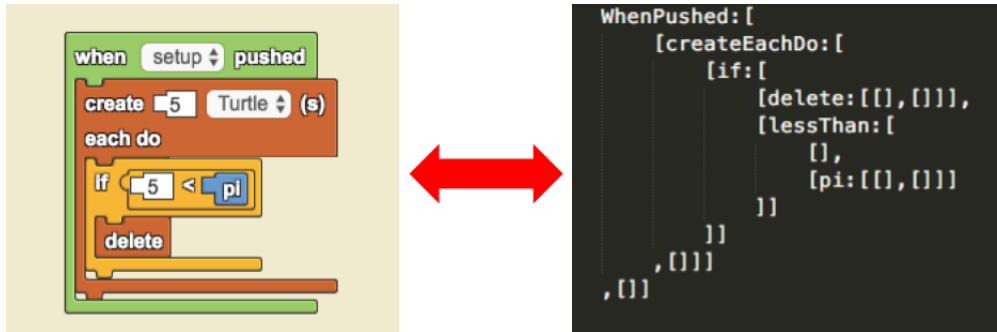 when setup pushed
create 5 Turtle (s)
each do
if 5 < pi
delete
WhenPushed:[
[createEachDo:[
[if:[
[delete:[[],[]]],
[lessThan:[
[],
[pi:[[],[]]]
]]
]]
,[]]]
,[]]